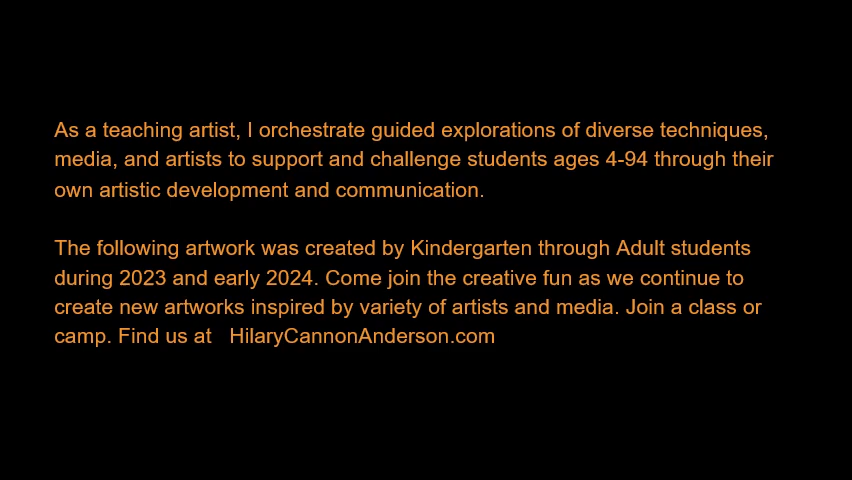 As a teaching artist, I orchestrate guided explorations of diverse techniques,
media, and artists to support and challenge students ages 4-94 through their
own artistic development and communication.
The following artwork was created by Kindergarten through Adult students
during 2023 and early 2024. Come join the creative fun as we continue to
create new artworks inspired by variety of artists and media. Join a class or
camp. Find us at   HilaryCannonAnderson.com